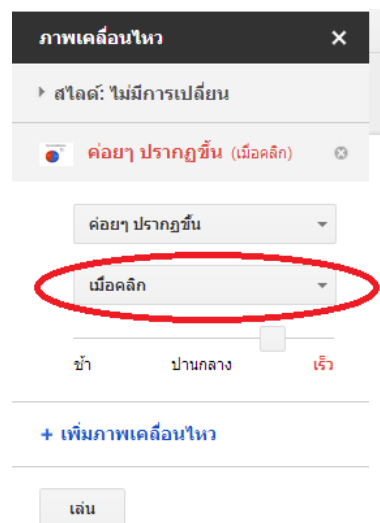 ภาพเคลื่อนไหว
สไลด์: ไม่มีการเปลี่ยน
ค่อยๆ ปรากฏขึ้น (เมื่อคลิก)
ค่อยๆ ปรากฏขึ้น
เมื่อคลิก
ช้า ปานกลาง เร็ว
+ เพิ่มภาพเคลื่อนไหว
เล่น